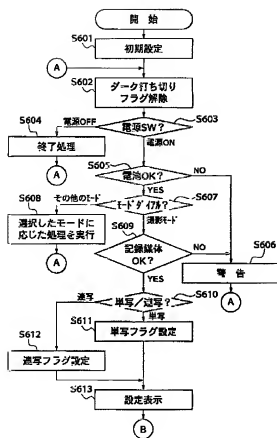 開 始
S601
初期設定
A
S602
ダーク打ち切り
フラグ解除
電源OFF
S603
S604
電源SW?
終了処理
電源ON
S605
A
電池OK?
NO
YES
その他のモード
S607
S608
モードダイアル?
S609
撮影モード
選択したモードに
応じた処理を実行
記録媒体
OK?
NO
S606
A
警 告
YES
A
連写
S610
単写/連写?
S611
単写
S612
単写フラグ設定
連写フラグ設定
S613
設定表示
B